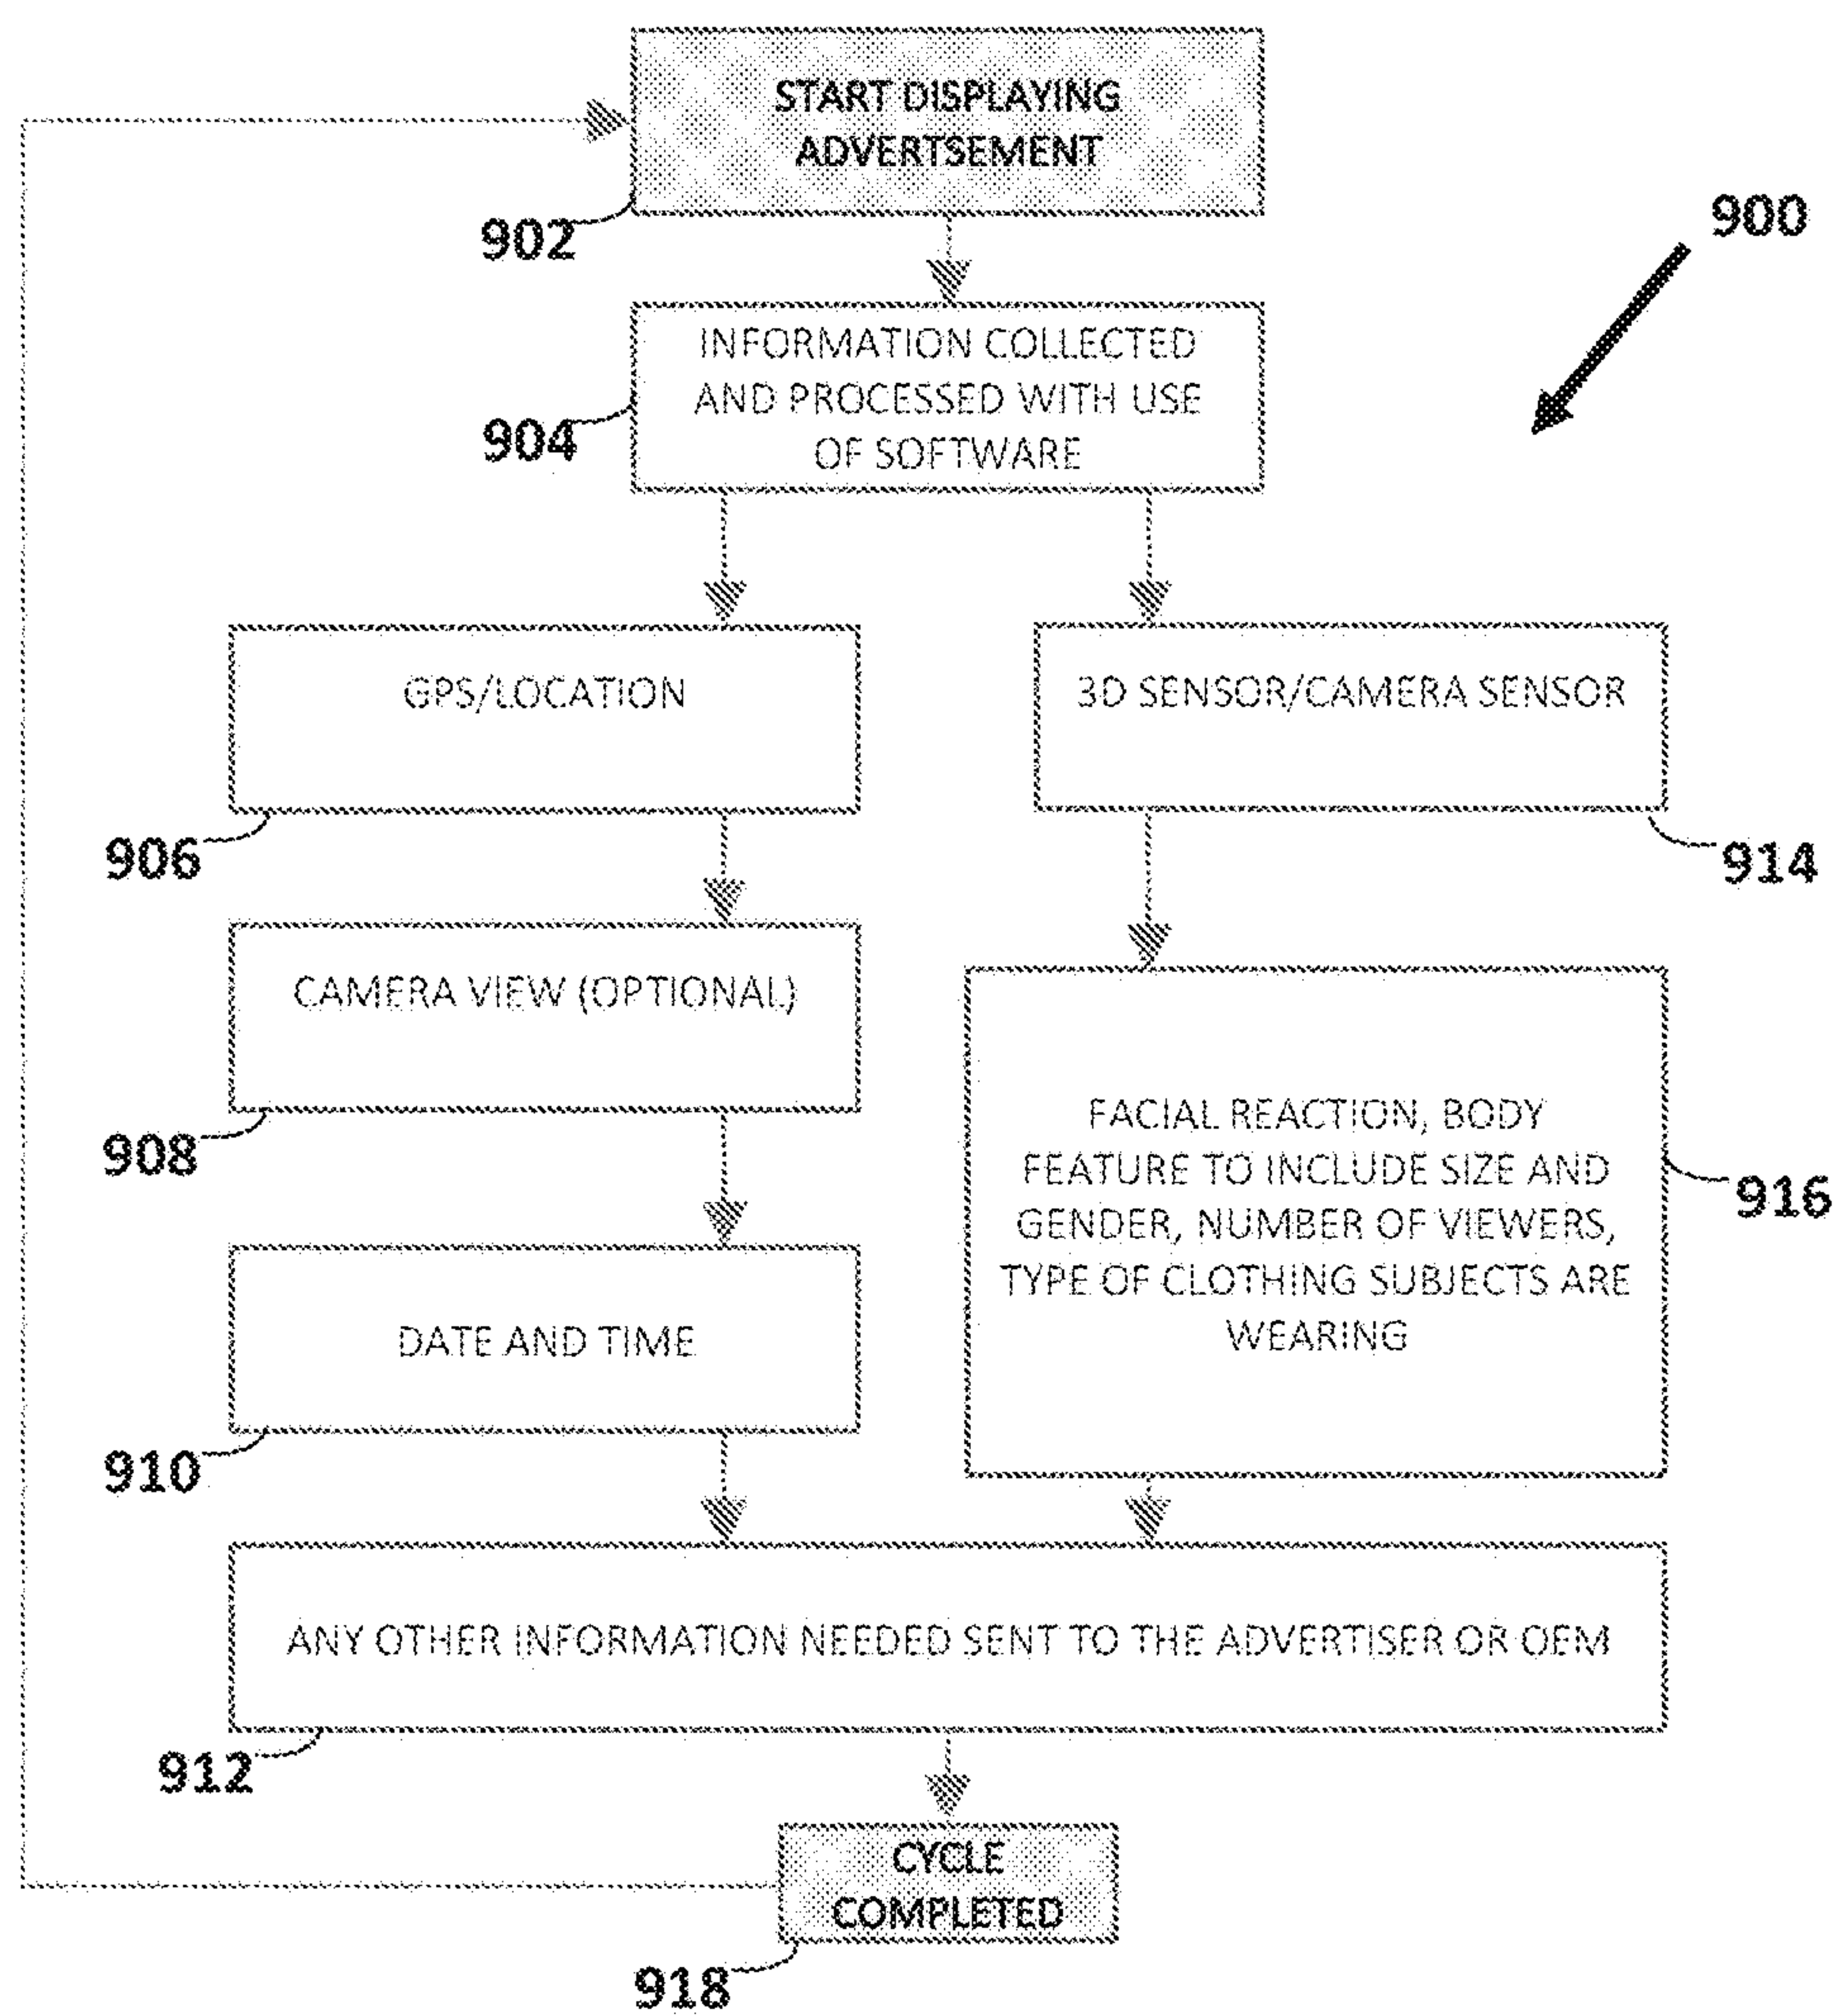 START DISPLAYING
ADVERTSEMENT
902
900
INFORMATION COLLECTED
AND PROCESSED WITH USE
OF SOFTWARE
904
GPS/LOCATION
906
3D SENSOR/CAMERA SENSOR
914
CAMERA VIEW (OPTIONAL)
908
FACIAL REACTION, BODY
FEATURE TO INCLUDE SIZE AND
GENDER, NUMBER OF VIEWERS,
TYPE OF CLOTHING SUBJECTS ARE
WEARING
916
DATE AND TIME
910
ANY OTHER INFORMATION NEEDED SENT TO THE ADVERTISER OR OEM
912
CYCLE
COMPLETED
918